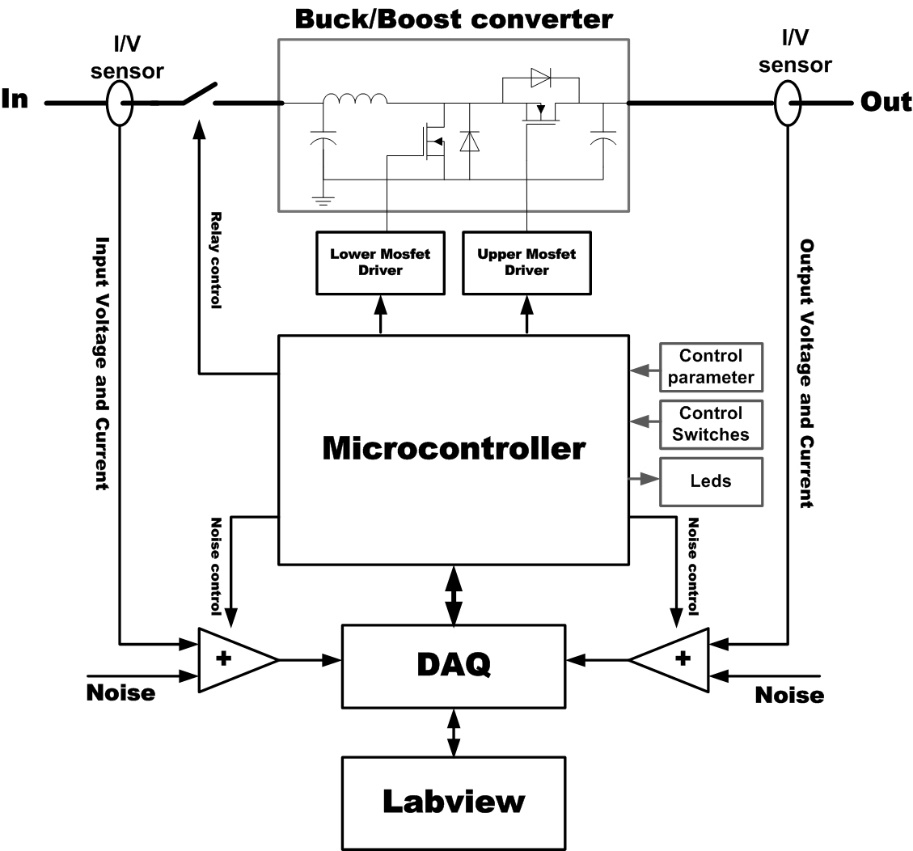 Buck/Boost converter
I/V
sensor
I/V
sensor
In
Out
Relay control
Input Voltage and Current
Output Voltage and Current
Lower Mosfet
Driver
Upper Mosfet
Driver
Control
parameter
Microcontroller
Control
Switches
Leds
Noise control
Noise control
+
DAQ
+
Noise
Noise
Labview